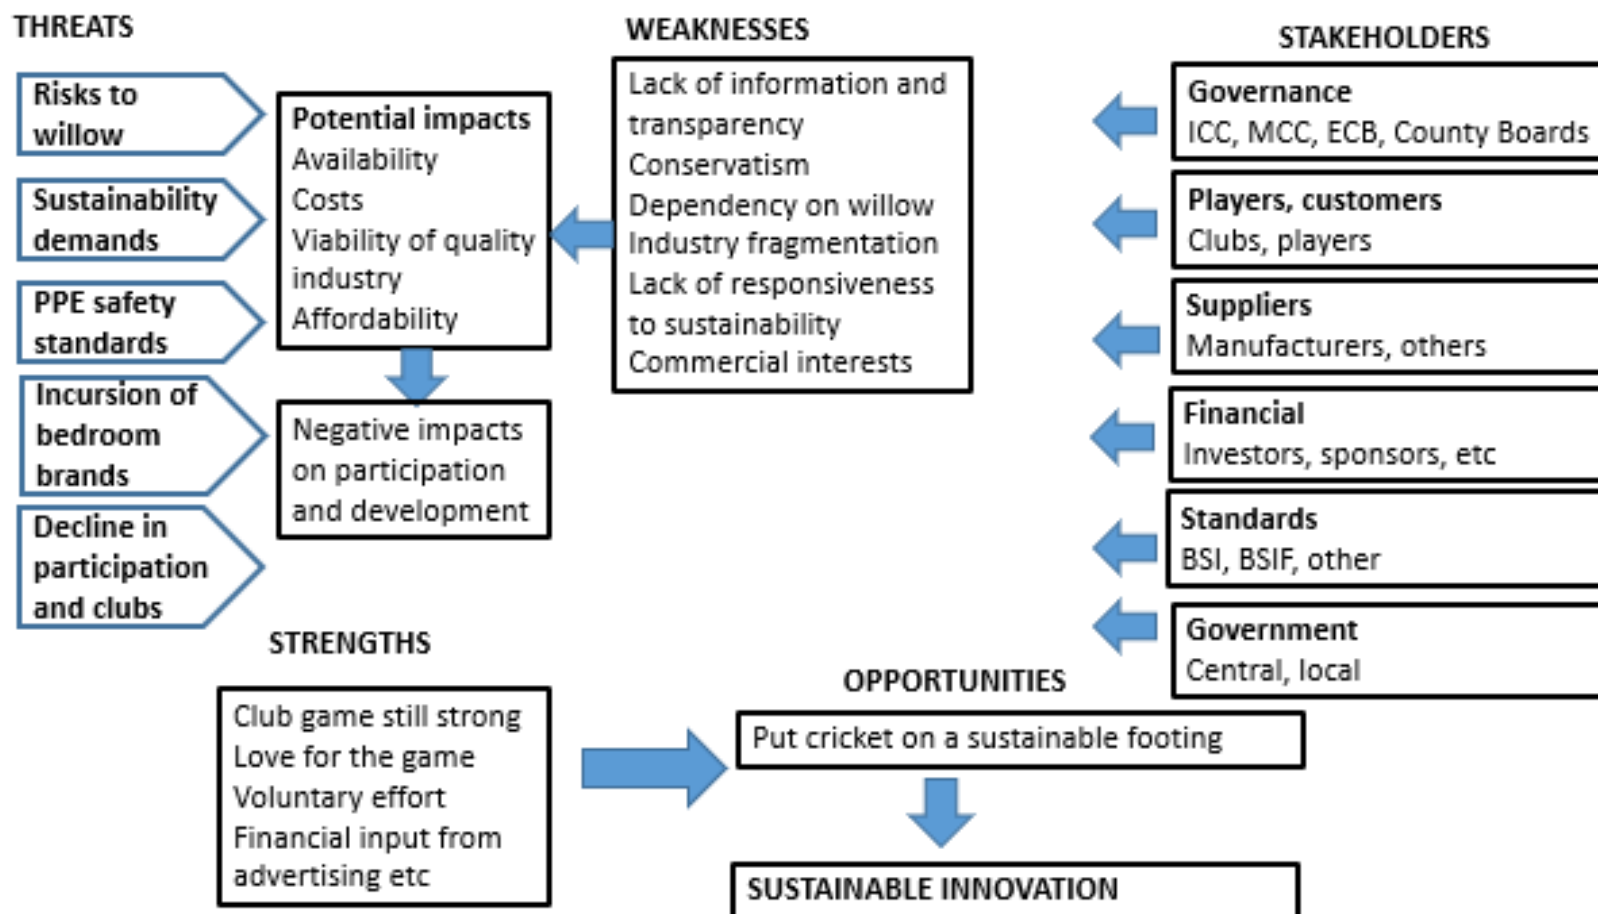 THREATS
Risks to
willow
Sustainability
demands
PPE safety
standards
Incursion of
bedroom
brands
Decline in
participation
and clubs
Potential impacts
Availability
Costs
Viability of quality
industry
Affordability
Negative impacts
on participation
and development
WEAKNESSES
Lack of information and
transparency
Conservatism
Dependency on willow
Industry fragmentation
Lack of responsiveness
to sustainability
Commercial interests
STAKEHOLDERS
Governance
ICC, MCC, ECB, County Boards
Players, customers
Clubs, players
Suppliers
Manufacturers, others
Financial
Investors, sponsors, etc
Standards
BSI, BSIF, other
Government
Central, local
STRENGTHS
Club game still strong
Love for the game
Voluntary effort
Financial input from
advertising etc
OPPORTUNITIES
Put cricket on a sustainable footing
SUSTAINABLE INNOVATION